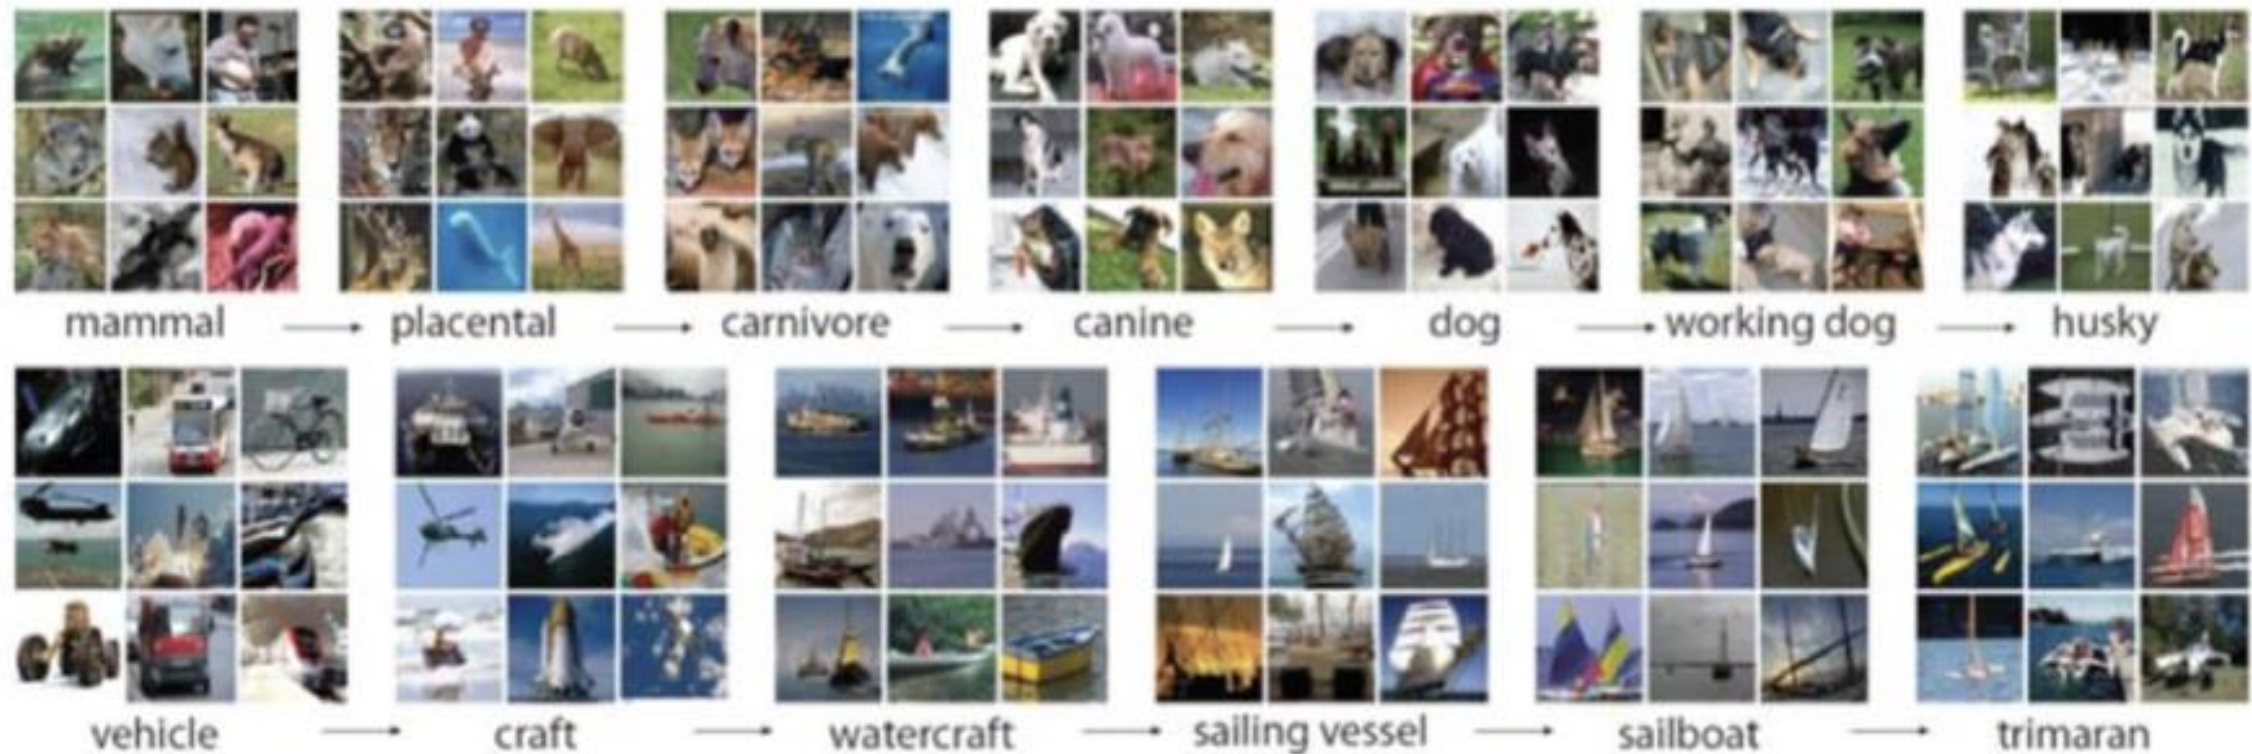 mammal → placental → carnivore → canine → dog → working dog → husky
vehicle → craft → watercraft → sailing vessel → sailboat → trimaran